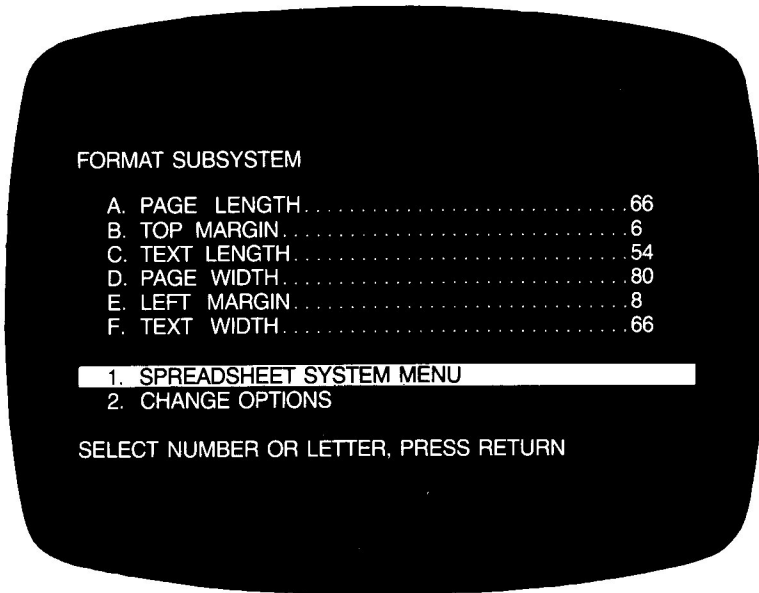 FORMAT SUBSYSTEM
A. PAGE LENGTH.............................66
B. TOP MARGIN..............................6
C. TEXT LENGTH.............................54
D. PAGE WIDTH..............................80
E. LEFT MARGIN.............................8
F. TEXT WIDTH..............................66
1. SPREADSHEET SYSTEM MENU
2. CHANGE OPTIONS
SELECT NUMBER OR LETTER, PRESS RETURN